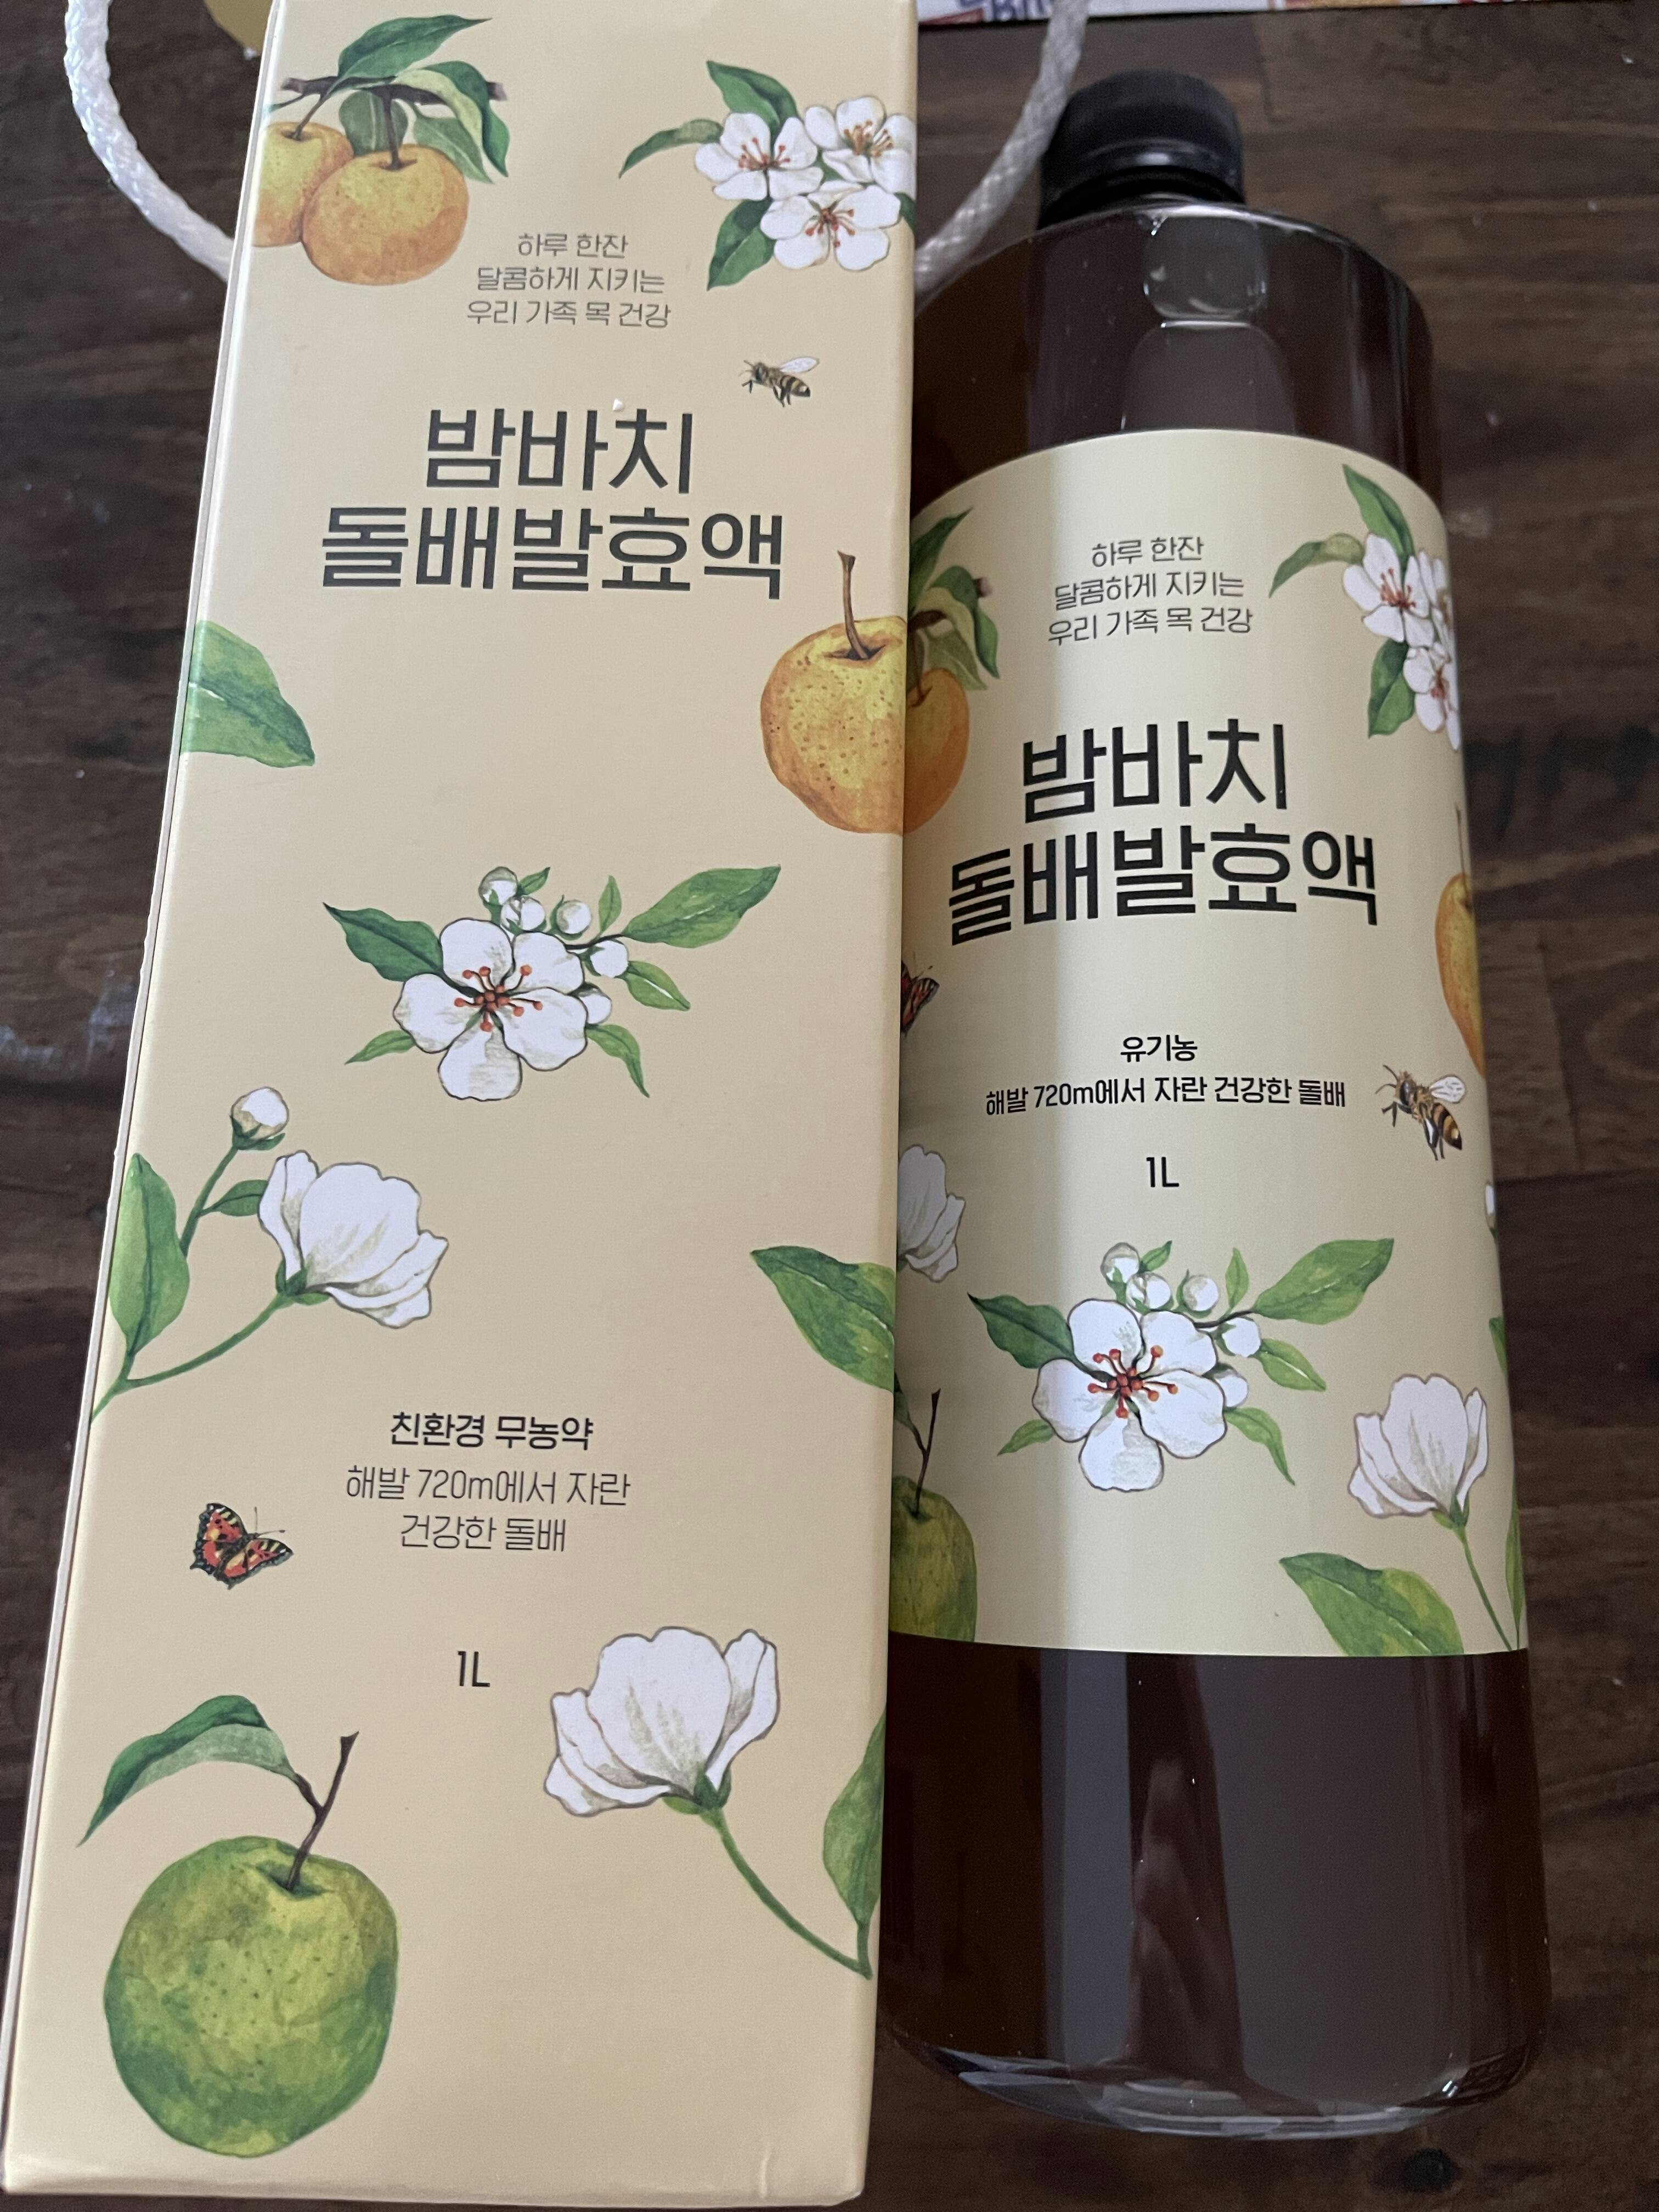 하루 한잔
달콤하게 지키는
우리 가족 목 건강
밤바치
돌배발효액
친환경 무농약
해발 720m에서 자란
건강한 돌배
1L
하루 한잔
달콤하게 지키는
우리 가족 목 건강
밤바치
돌배발효액
유기농
해발 720m에서 자란 건강한 돌배
1L